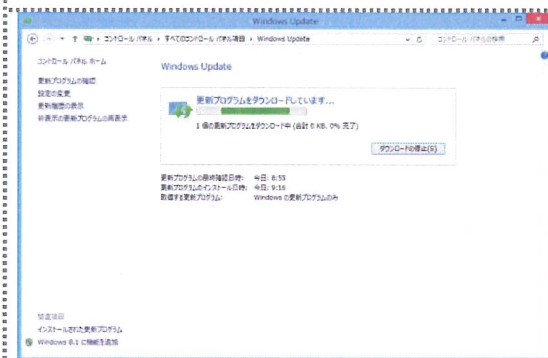 Windows Update
↑ コントロール パネル › すべてのコントロール パネル項目 › Windows Update
コントロール パネルの検索
コントロール パネル ホーム
更新プログラムの確認
設定の変更
更新履歴の表示
非表示の更新プログラムの再表示
Windows Update
更新プログラムをダウンロードしています...
1 個の更新プログラムをダウンロード中 (合計 0 KB、0% 完了)
ダウンロードの停止(S)
更新プログラムの最終確認日時: 今日、8:55
更新プログラムのインストール日時: 今日、9:16
取得する更新プログラム: Windows の更新プログラムのみ
関連項目
インストールされた更新プログラム
Windows 8.1 に機能を追加